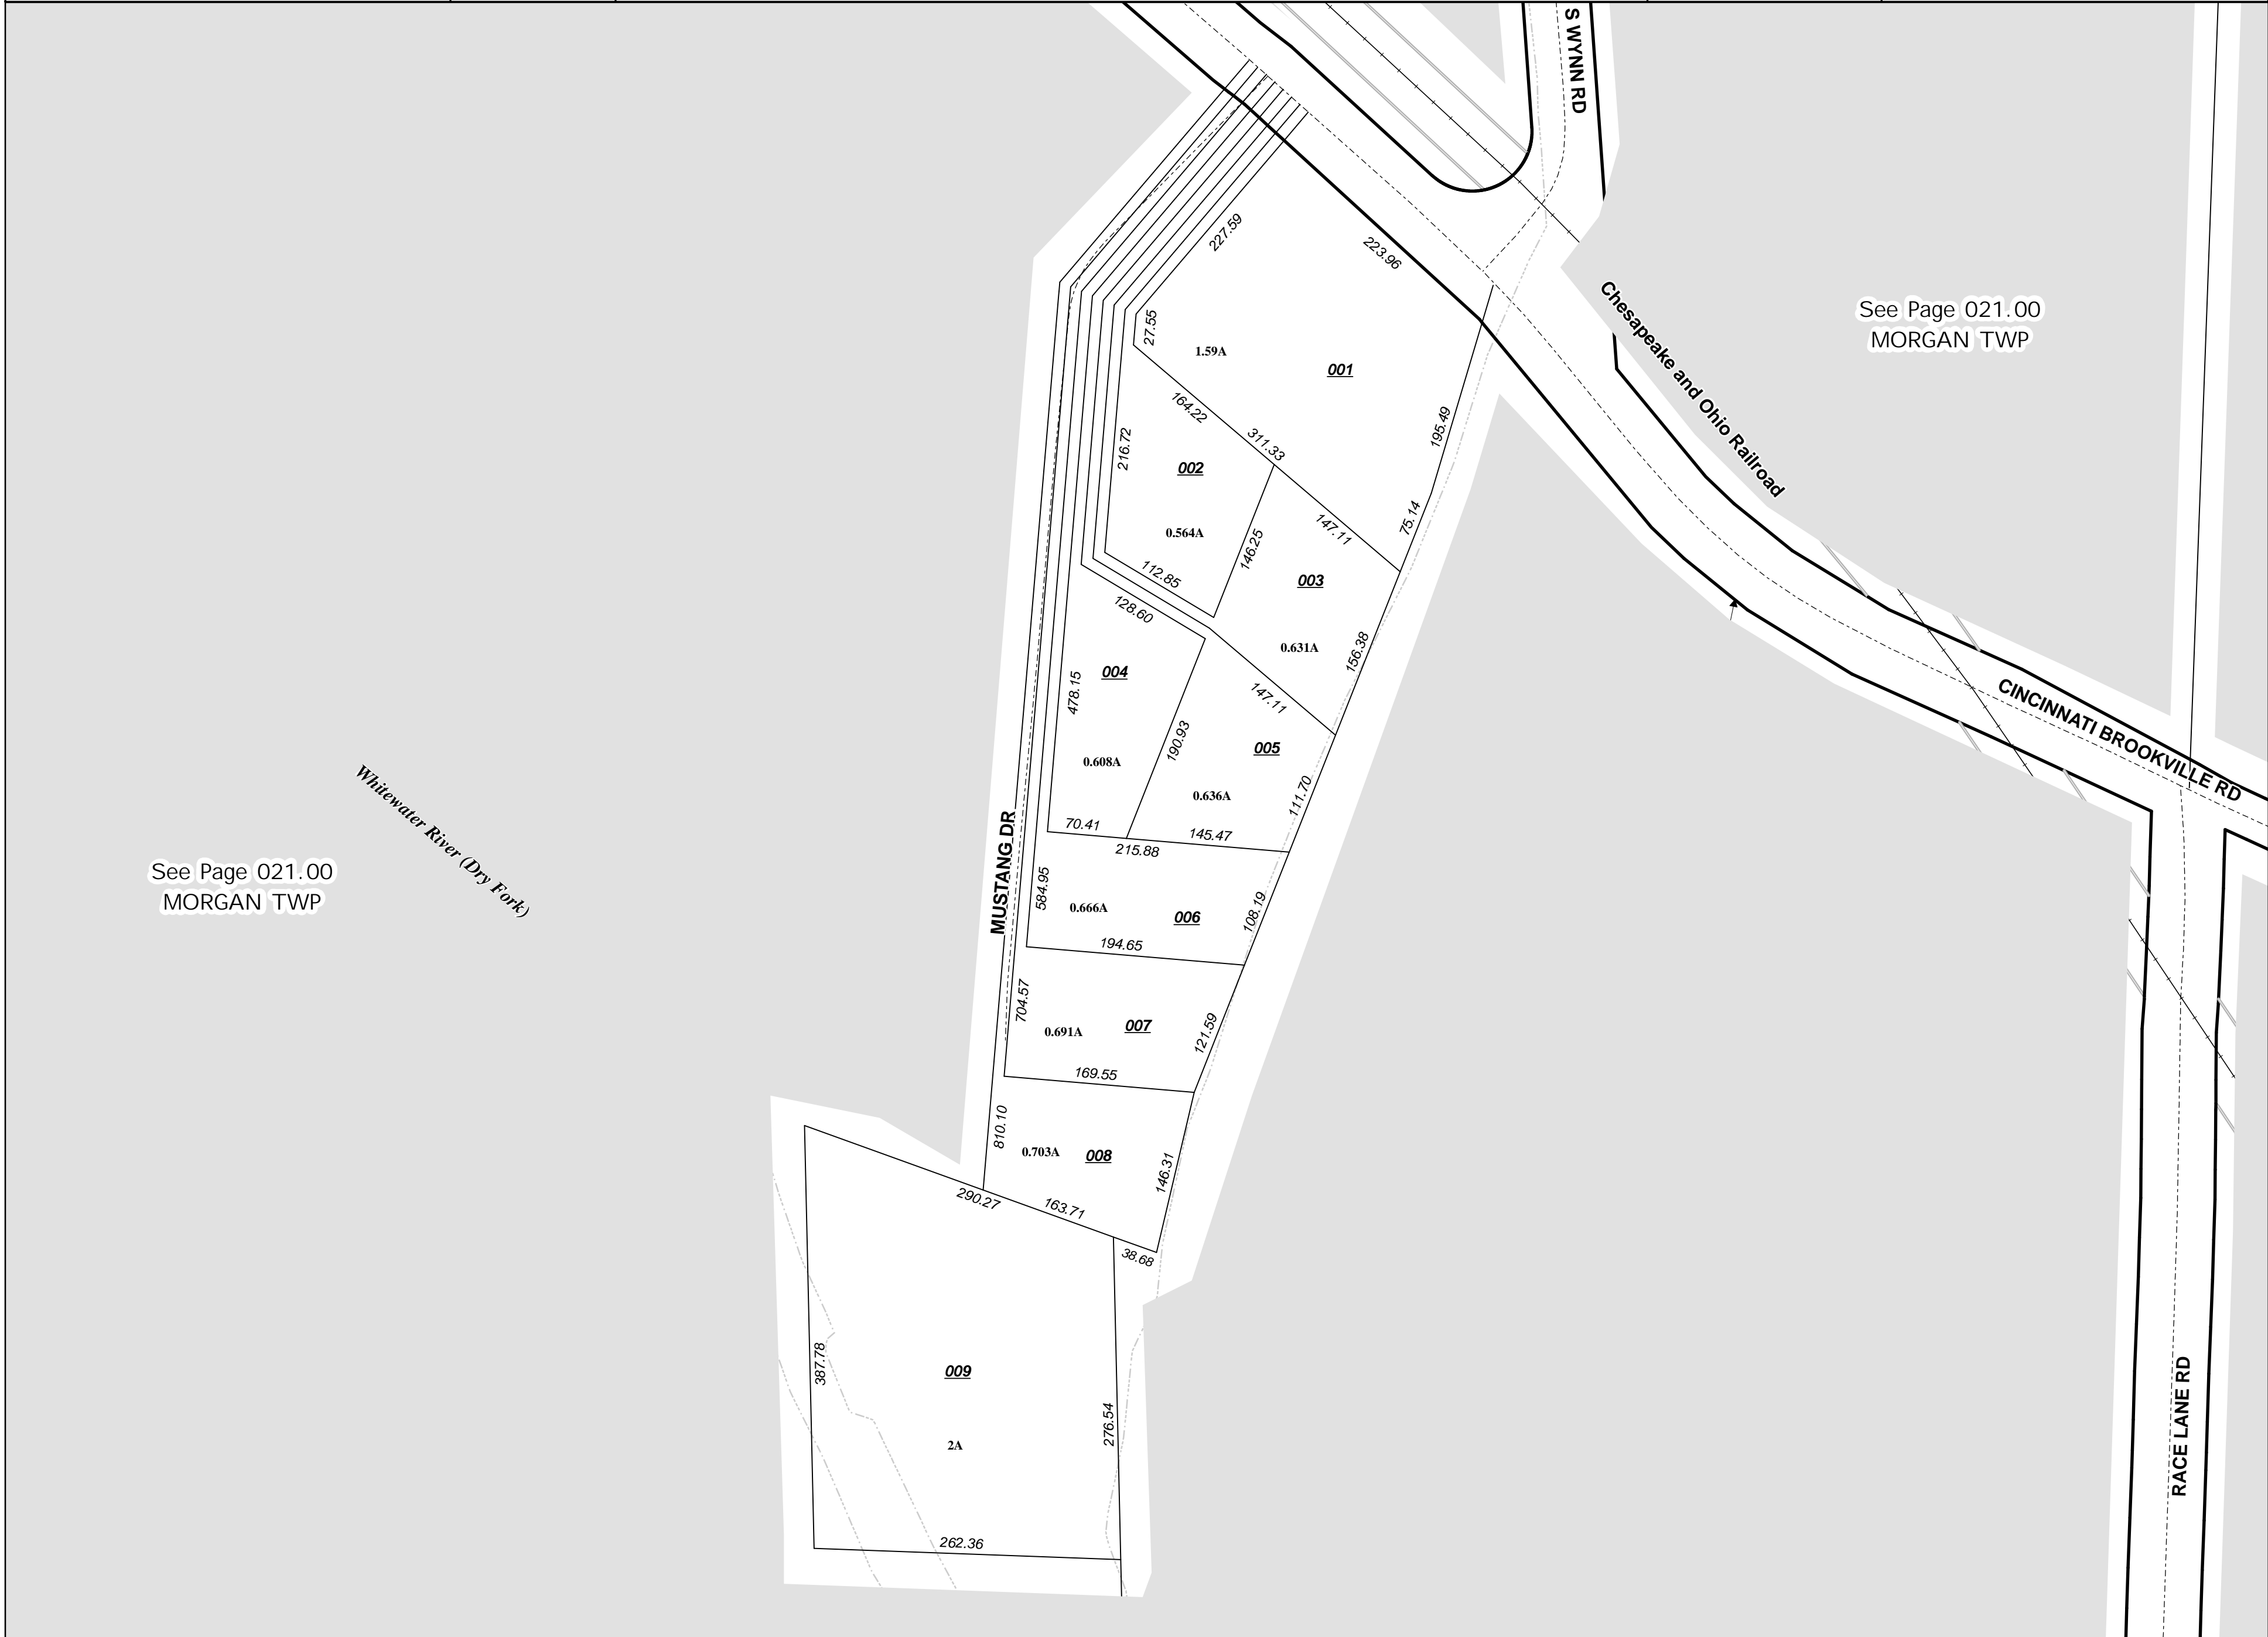 S WYNN RD
227.59
223.96
27.55
1.59A
001
See Page 021.00
MORGAN TWP
Chesapeake and Ohio Railroad
164.22
311.33
195.49
216.72
002
0.564A
147.11
75.14
146.25
112.85
003
128.60
0.631A
156.38
004
478.15
147.11
190.93
005
0.608A
0.636A
111.70
CINCINNATI BROOKVILLE RD
70.41
145.47
215.88
Whitewater River (Dry Fork)
See Page 021.00
MORGAN TWP
MUSTANG DR
584.95
0.666A
006
108.19
194.65
704.57
0.691A
007
121.59
169.55
810.10
0.703A
008
146.31
290.27
163.71
38.68
387.78
009
276.54
2A
262.36
RACE LANE RD